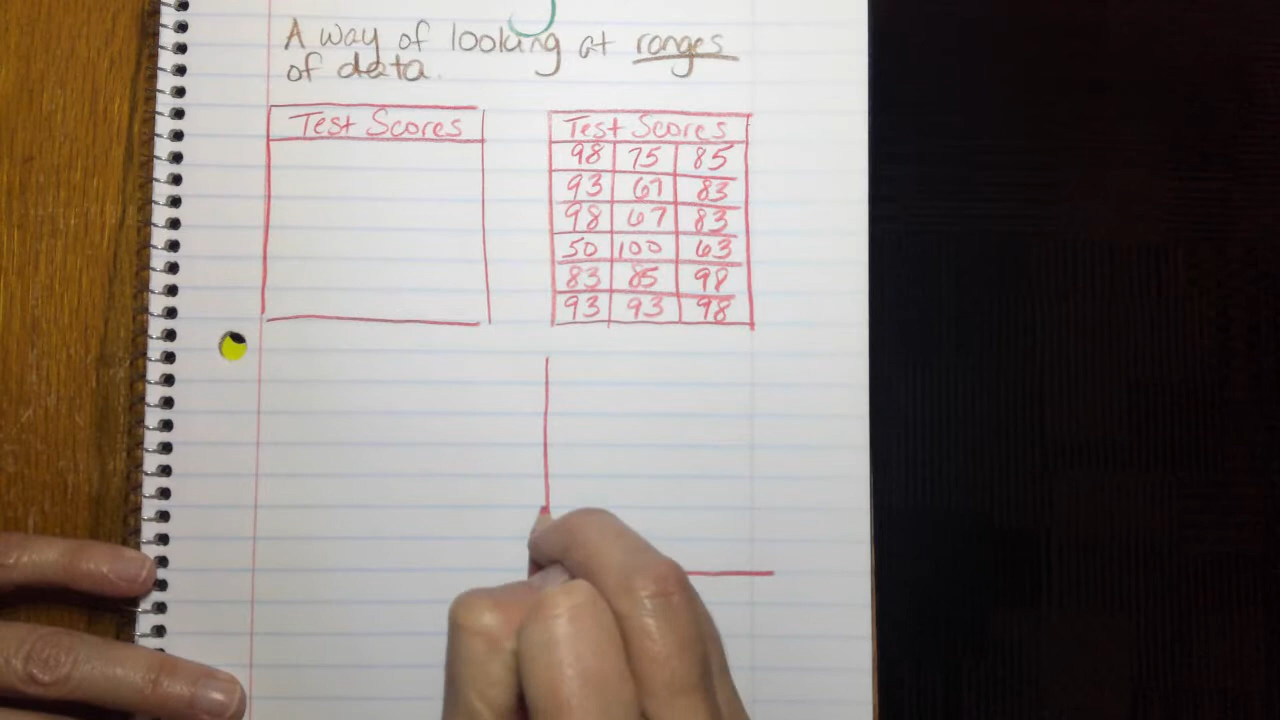 A way of looking at ranges
of data.
Test Scores
Test Scores
98 75 85
93 67 83
98 67 83
50 100 63
83 85 98
93 93 98